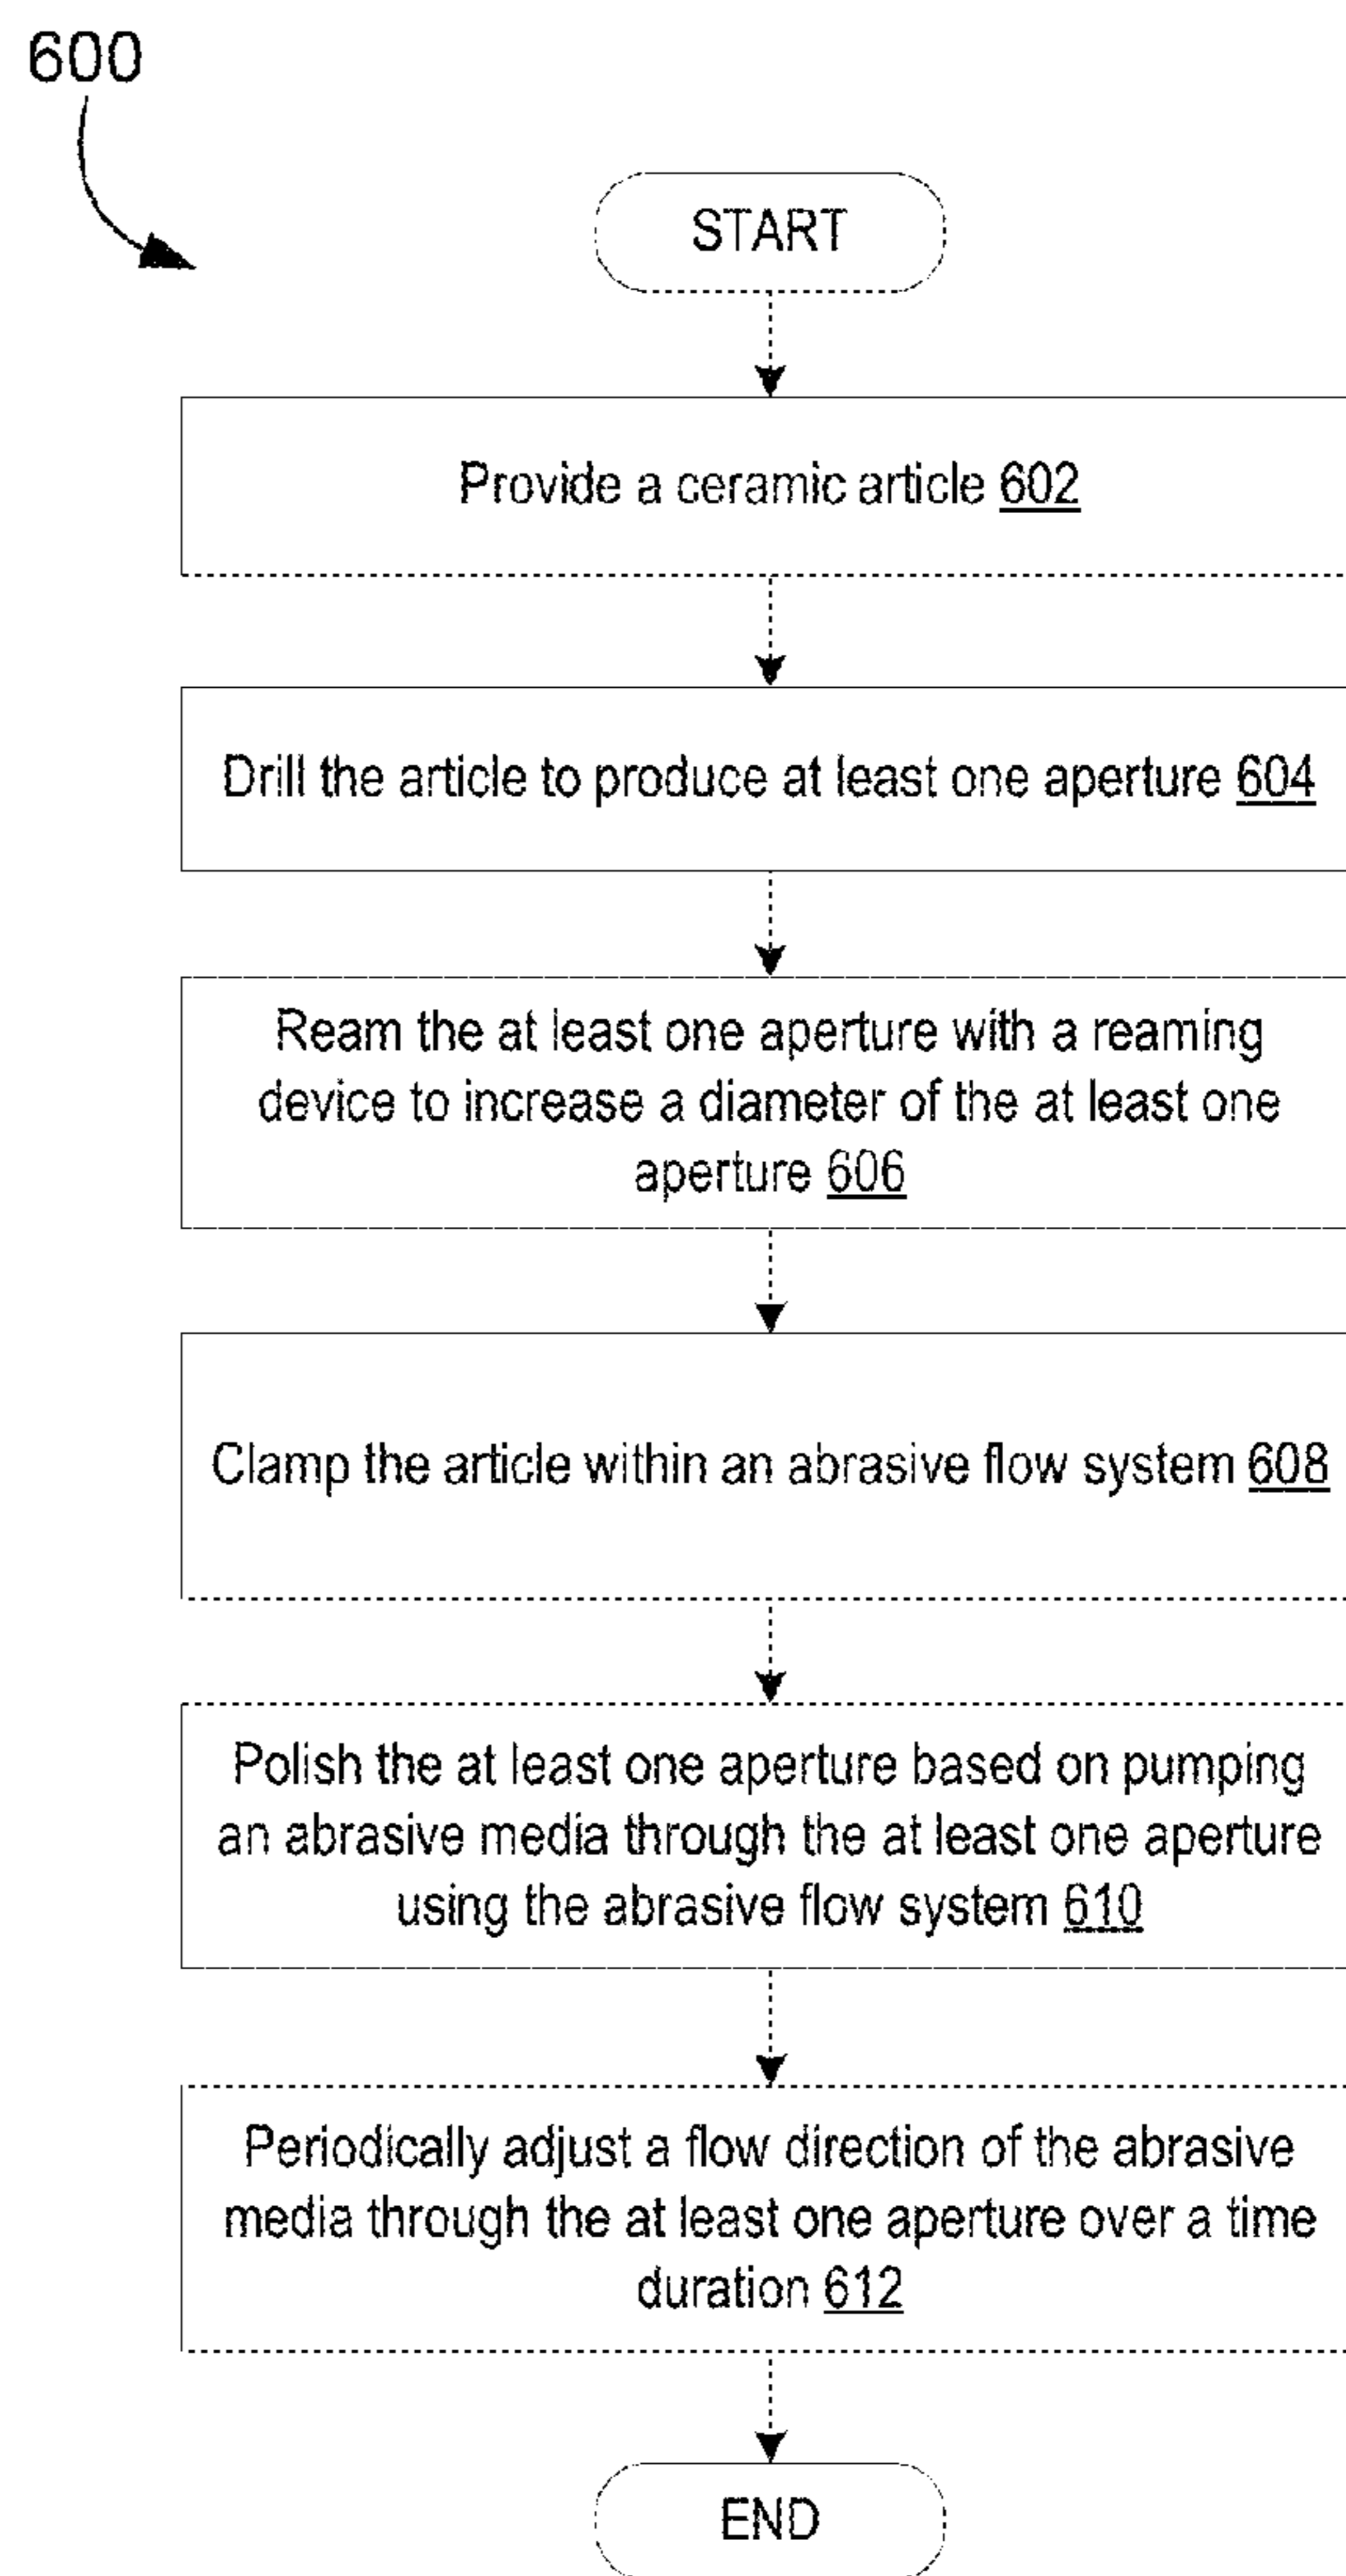 600
START
Provide a ceramic article 602
Drill the article to produce at least one aperture 604
Ream the at least one aperture with a reaming
device to increase a diameter of the at least one
aperture 606
Clamp the article within an abrasive flow system 608
Polish the at least one aperture based on pumping
an abrasive media through the at least one aperture
using the abrasive flow system 610
Periodically adjust a flow direction of the abrasive
media through the at least one aperture over a time
duration 612
END